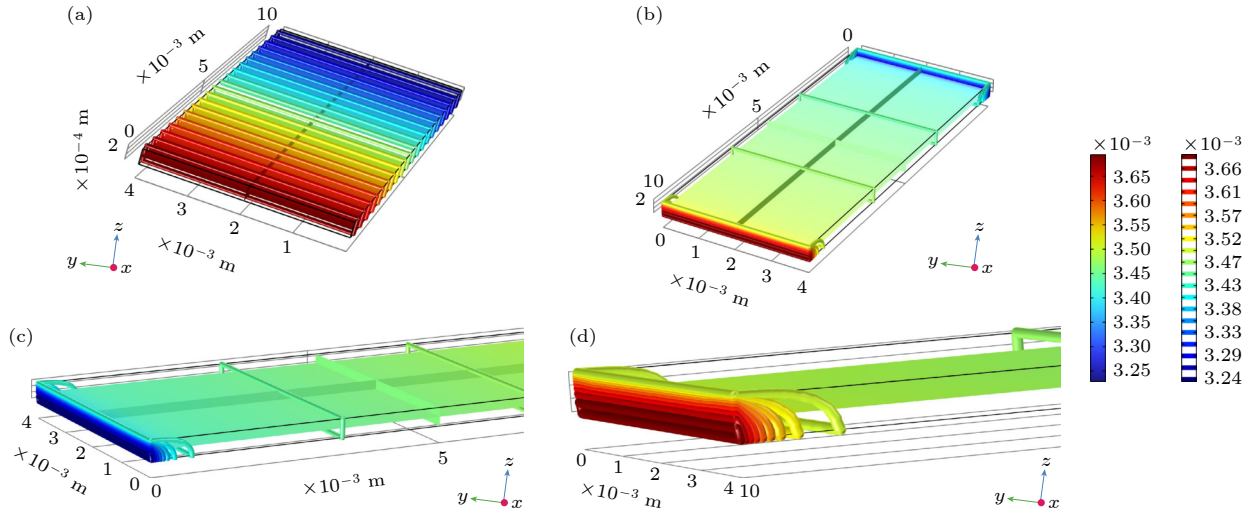 (a)
10
×10⁻³ m
5
0
2
×10⁻⁴ m
4
3
2
1
×10⁻³ m
z
y
x
(b)
0
×10⁻³ m
5
10
2
0
1
2
3
4
×10⁻³ m
z
y
x
×10⁻³
3.65
3.60
3.55
3.50
3.45
3.40
3.35
3.30
3.25
×10⁻³
3.66
3.61
3.57
3.52
3.47
3.43
3.38
3.33
3.29
3.24
(c)
4
3
2
1
0
×10⁻³ m
0
5
×10⁻³ m
z
y
x
(d)
0
1
2
3
4
10
×10⁻³ m
z
y
x